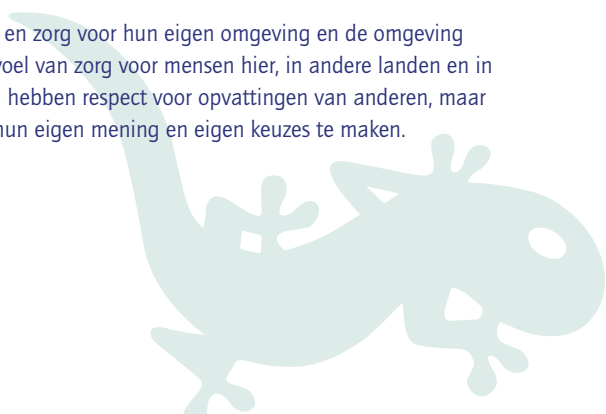 en zorg voor hun eigen omgeving en de omgeving
voel van zorg voor mensen hier, in andere landen en in
hebben respect voor opvattingen van anderen, maar
hun eigen mening en eigen keuzes te maken.